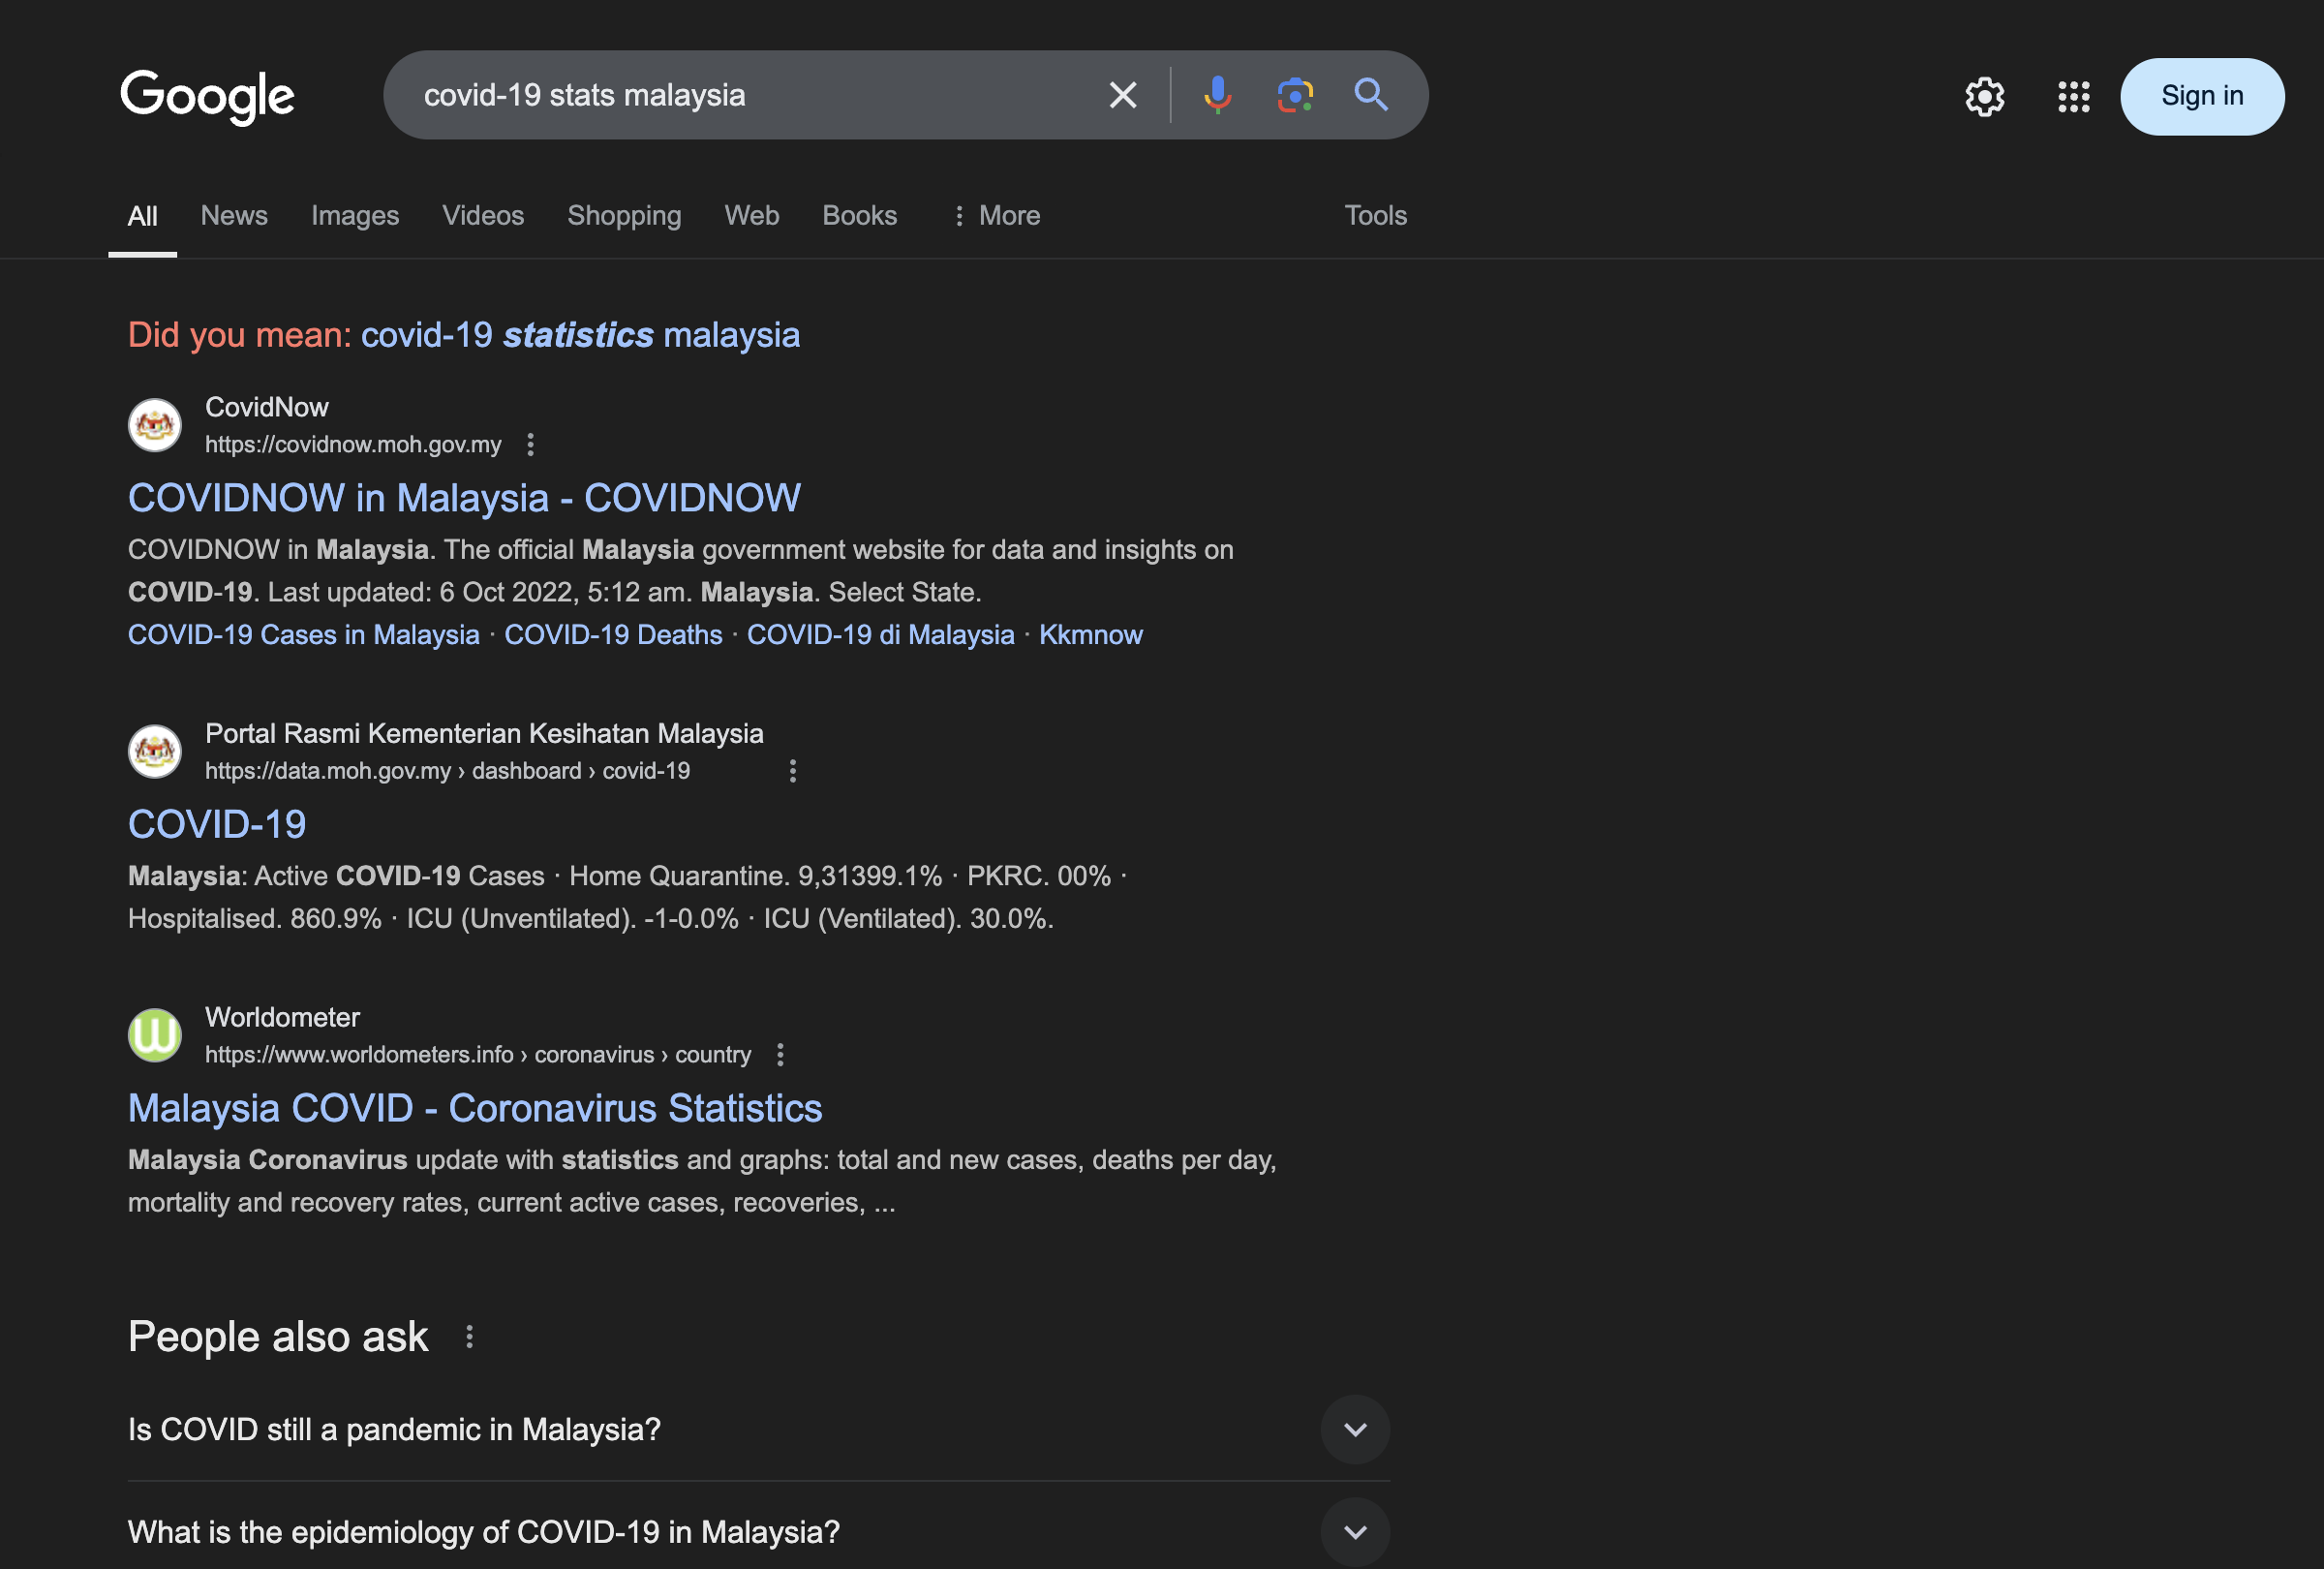 Google
covid-19 stats malaysia
Sign in
All News Images Videos Shopping Web Books More Tools
Did you mean: covid-19 statistics malaysia
CovidNow
https://covidnow.moh.gov.my
COVIDNOW in Malaysia - COVIDNOW
COVIDNOW in Malaysia. The official Malaysia government website for data and insights on
COVID-19. Last updated: 6 Oct 2022, 5:12 am. Malaysia. Select State.
COVID-19 Cases in Malaysia · COVID-19 Deaths · COVID-19 di Malaysia · Kkmnow
Portal Rasmi Kementerian Kesihatan Malaysia
https://data.moh.gov.my › dashboard › covid-19
COVID-19
Malaysia: Active COVID-19 Cases · Home Quarantine. 9,31399.1% · PKRC. 00% ·
Hospitalised. 860.9% · ICU (Unventilated). -1-0.0% · ICU (Ventilated). 30.0%.
W
Worldometer
https://www.worldometers.info › coronavirus › country
Malaysia COVID - Coronavirus Statistics
Malaysia Coronavirus update with statistics and graphs: total and new cases, deaths per day,
mortality and recovery rates, current active cases, recoveries, ...
People also ask
Is COVID still a pandemic in Malaysia?
What is the epidemiology of COVID-19 in Malaysia?